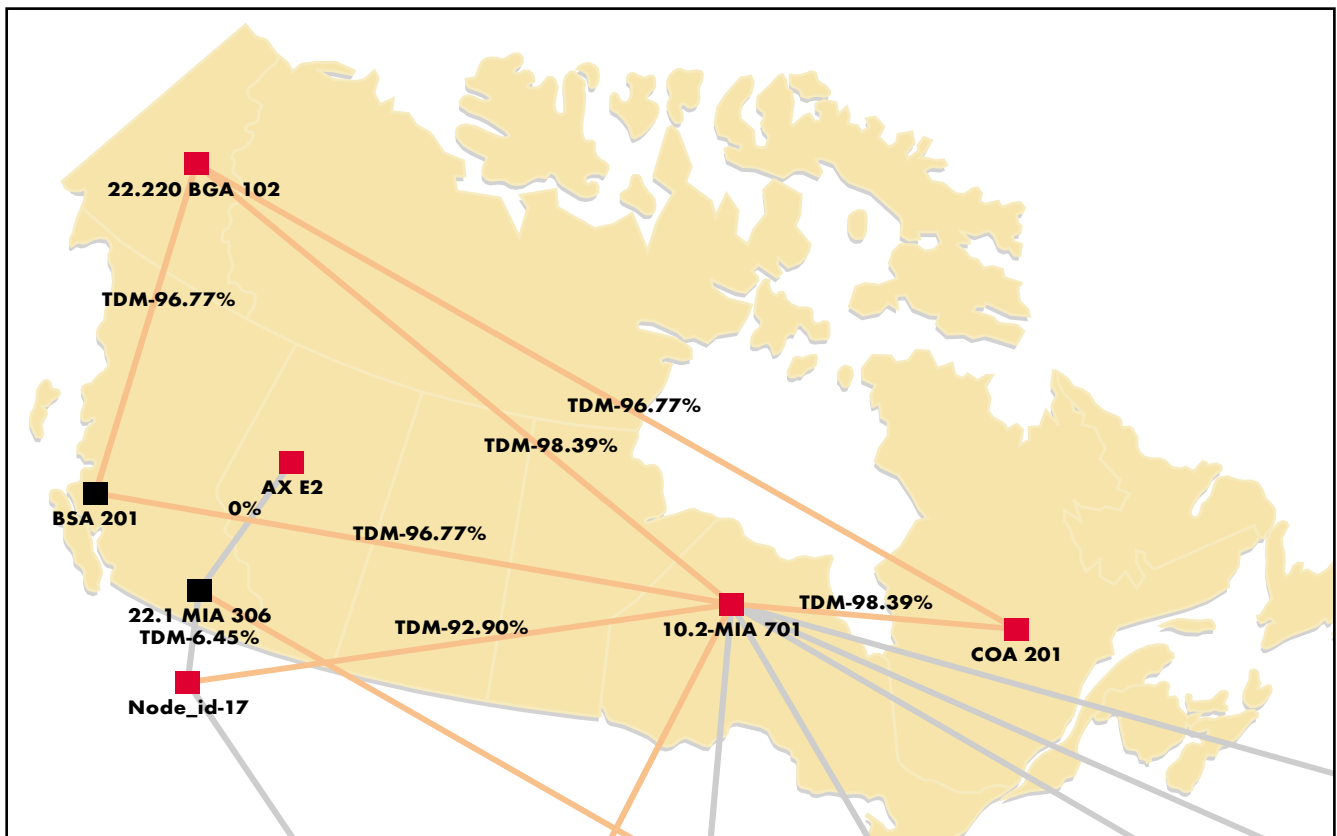 22.220 BGA 102
TDM-96.77%
TDM-96.77%
TDM-98.39%
AX E2
0%
BSA 201
TDM-96.77%
22.1 MIA 306
TDM-6.45%
TDM-92.90%
10.2-MIA 701
TDM-98.39%
COA 201
Node_id-17